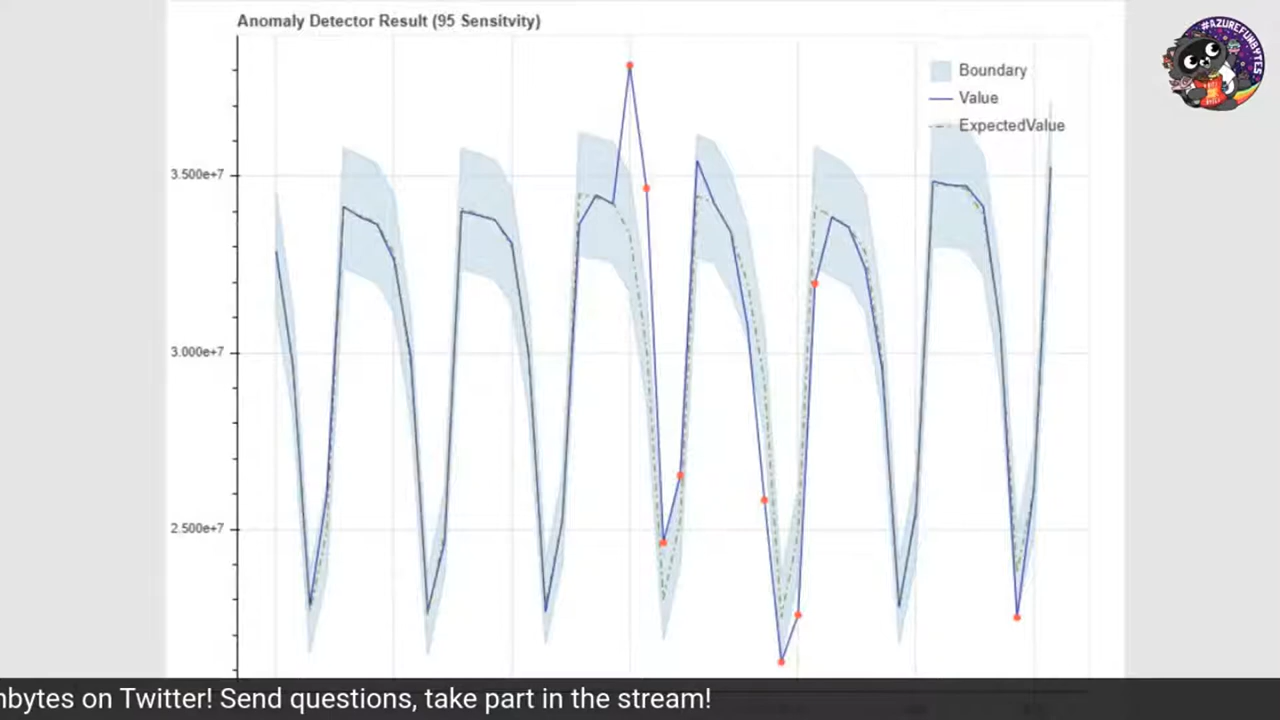 Anomaly Detector Result (95 Sensitvity)
#AZUREFUNBYTES
Boundary
Value
ExpectedValue
3.500e+7
3.000e+7
2.500e+7
nbytes on Twitter! Send questions, take part in the stream!